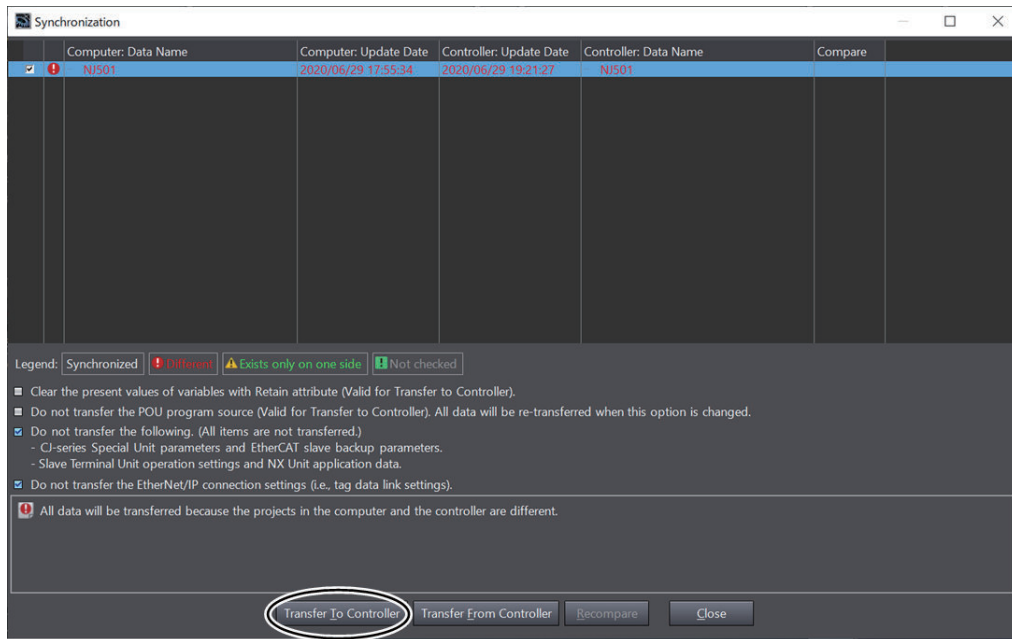 Synchronization
Computer: Data Name Computer: Update Date Controller: Update Date Controller: Data Name Compare
NJ501 2020/06/29 17:55:34 2020/06/29 19:21:27 NJ501
Legend: Synchronized Different Exists only on one side Not checked
Clear the present values of variables with Retain attribute (Valid for Transfer to Controller).
Do not transfer the POU program source (Valid for Transfer to Controller). All data will be re-transferred when this option is changed.
Do not transfer the following. (All items are not transferred.)
- CJ-series Special Unit parameters and EtherCAT slave backup parameters.
- Slave Terminal Unit operation settings and NX Unit application data.
Do not transfer the EtherNet/IP connection settings (i.e., tag data link settings).
All data will be transferred because the projects in the computer and the controller are different.
Transfer To Controller Transfer From Controller Recompare Close